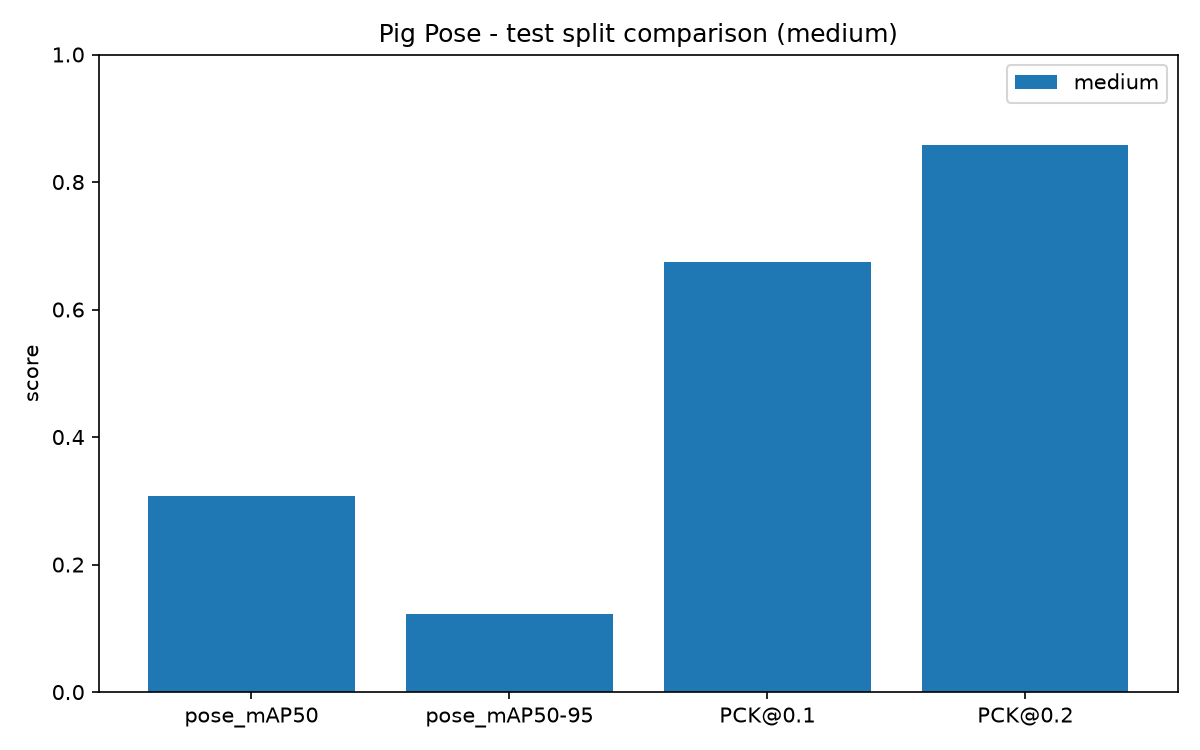 Pig Pose - test split comparison (medium)
medium
1.0
0.8
0.6
0.4
0.2
0.0
score
pose_mAP50
pose_mAP50-95
PCK@0.1
PCK@0.2